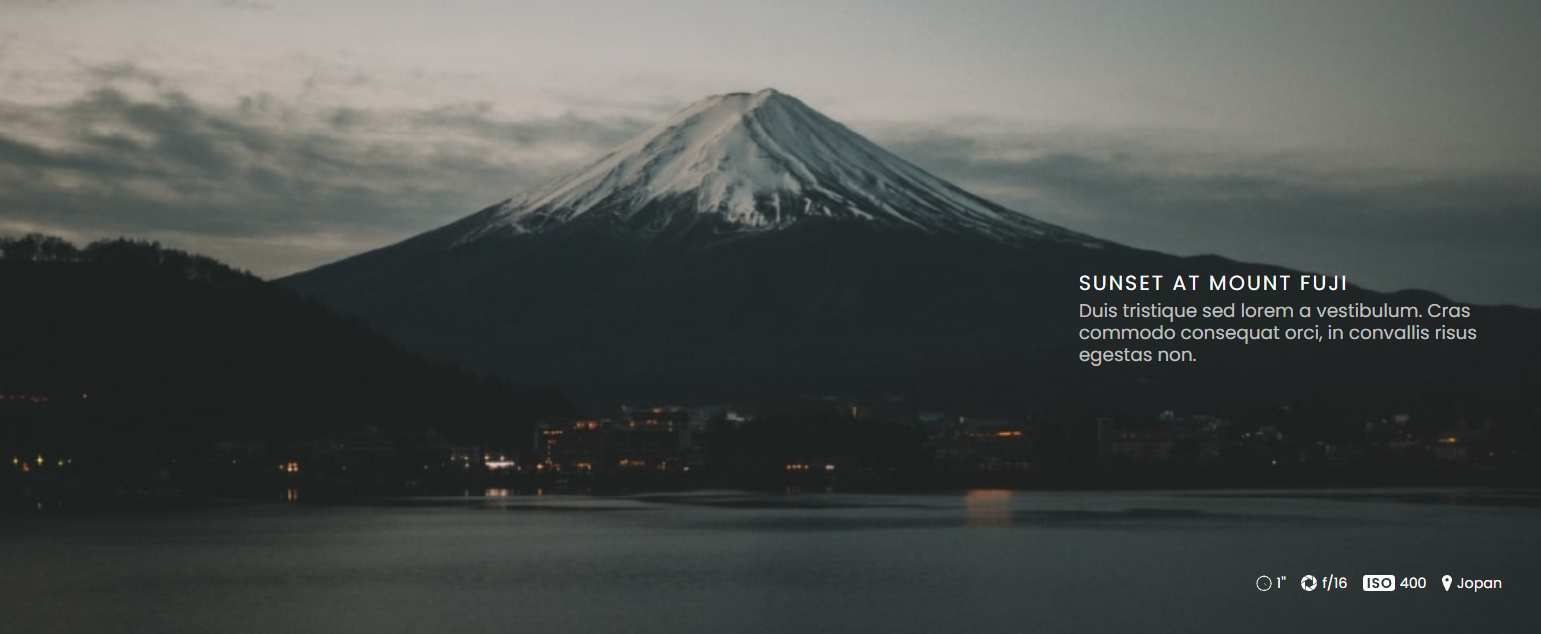 SUNSET AT MOUNT FUJI
Duis tristique sed lorem a vestibulum. Cras
commodo consequat orci, in convallis risus
egestas non.
1" f/16 ISO 400 Jopan